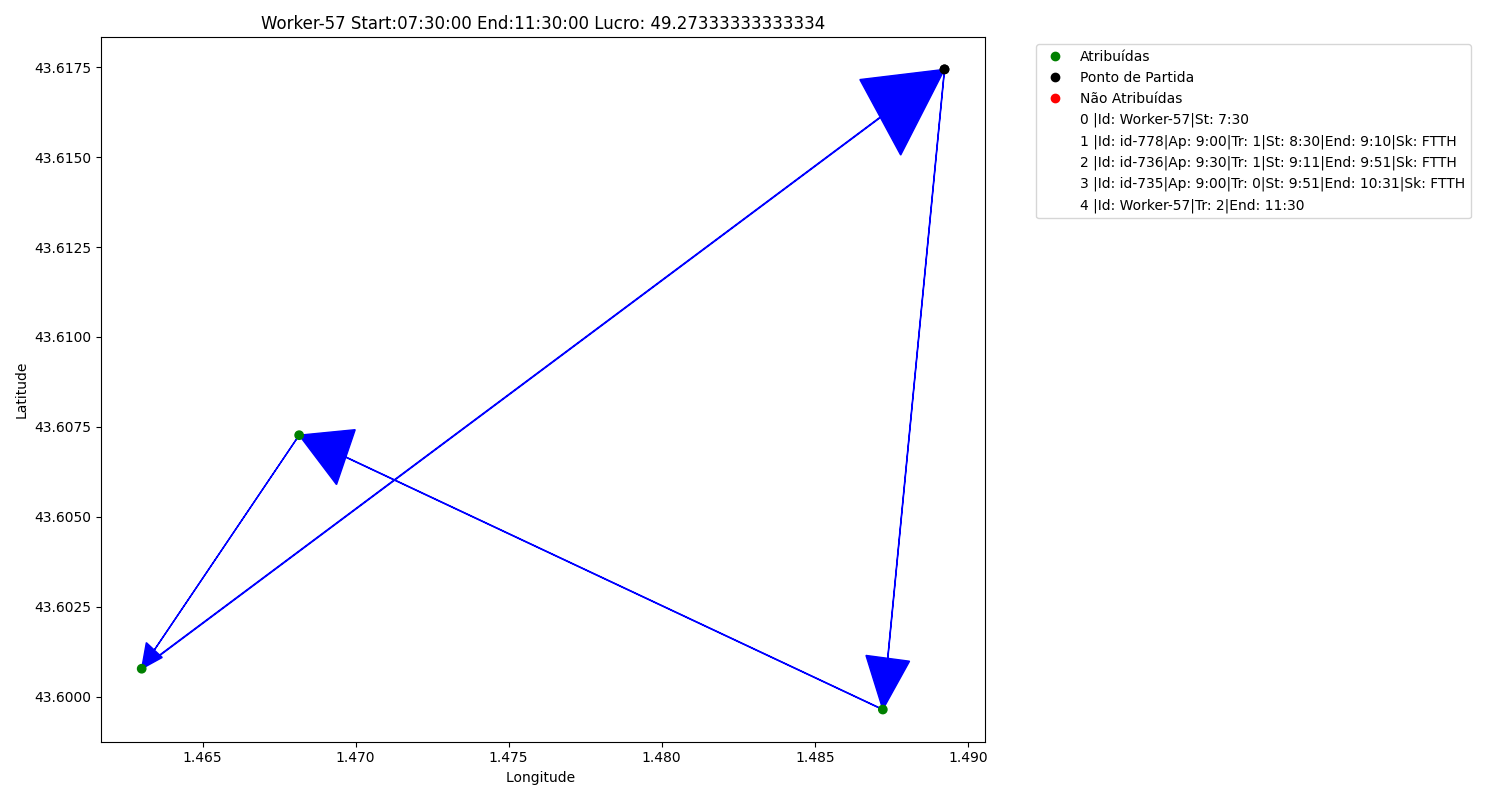 Worker-57 Start:07:30:00 End:11:30:00 Lucro: 49.27333333333334
43.6175
43.6150
43.6125
43.6100
43.6075
43.6050
43.6025
43.6000
Latitude
1.465 1.470 1.475 1.480 1.485 1.490
Longitude
Atribuídas
Ponto de Partida
Não Atribuídas
0 |Id: Worker-57|St: 7:30
1 |Id: id-778|Ap: 9:00|Tr: 1|St: 8:30|End: 9:10|Sk: FTTH
2 |Id: id-736|Ap: 9:30|Tr: 1|St: 9:11|End: 9:51|Sk: FTTH
3 |Id: id-735|Ap: 9:00|Tr: 0|St: 9:51|End: 10:31|Sk: FTTH
4 |Id: Worker-57|Tr: 2|End: 11:30